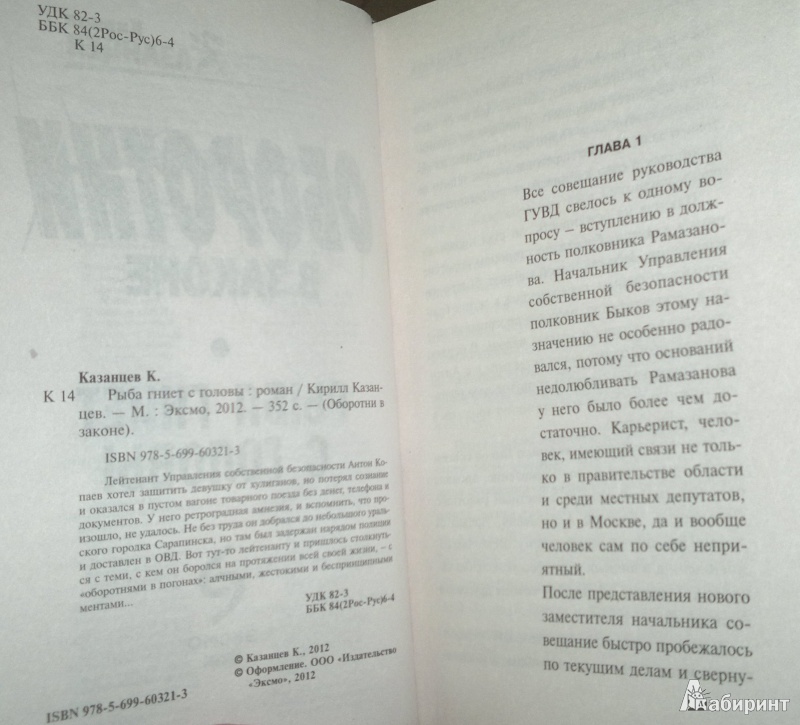 УДК 82-3
ББК 84(2Рос-Рус)6-4
К 14
Казанцев К.
К 14 Рыба гниет с головы : роман / Кирилл Казан-
цев. — М. : Эксмо, 2012. — 352 с. — (Оборотни в
законе).
ISBN 978-5-699-60321-3
Лейтенант Управления собственной безопасности Антон Ко-
паев хотел защитить девушку от хулиганов, но потерял сознание
и оказался в пустом вагоне товарного поезда без денег, телефона и
документов. У него ретроградная амнезия, и вспомнить, что про-
изошло, не удалось. Не без труда он добрался до небольшого ураль-
ского городка Сарапинска, но там был задержан нарядом полиции
и доставлен в ОВД. Вот тут-то лейтенанту и пришлось столкнуть-
ся с теми, с кем он боролся на протяжении всей своей жизни, – с
«оборотнями в погонах»: алчными, жестокими и беспринципными
ментами...
УДК 82-3
ББК 84(2Рос-Рус)6-4
© Казанцев К., 2012
© Оформление. ООО «Издательство
«Эксмо», 2012
ISBN 978-5-699-60321-3
ОБОРОТНИ
В ЗАКОНЕ
ГЛАВА 1
Все совещание руководства
ГУВД свелось к одному во-
просу – вступлению в долж-
ность полковника Рамазано-
ва. Начальник Управления
собственной безопасности
полковник Быков этому на-
значению не особенно радо-
вался, потому что оснований
недолюбливать Рамазанова
у него было более чем до-
статочно. Карьерист, чело-
век, имеющий связи не толь-
ко в правительстве области
и среди местных депутатов,
но и в Москве, да и вообще
человек сам по себе непри-
ятный.
После представления нового
заместителя начальника со-
вещание быстро пробежалось
по текущим делам и сверну-
Лабиринт